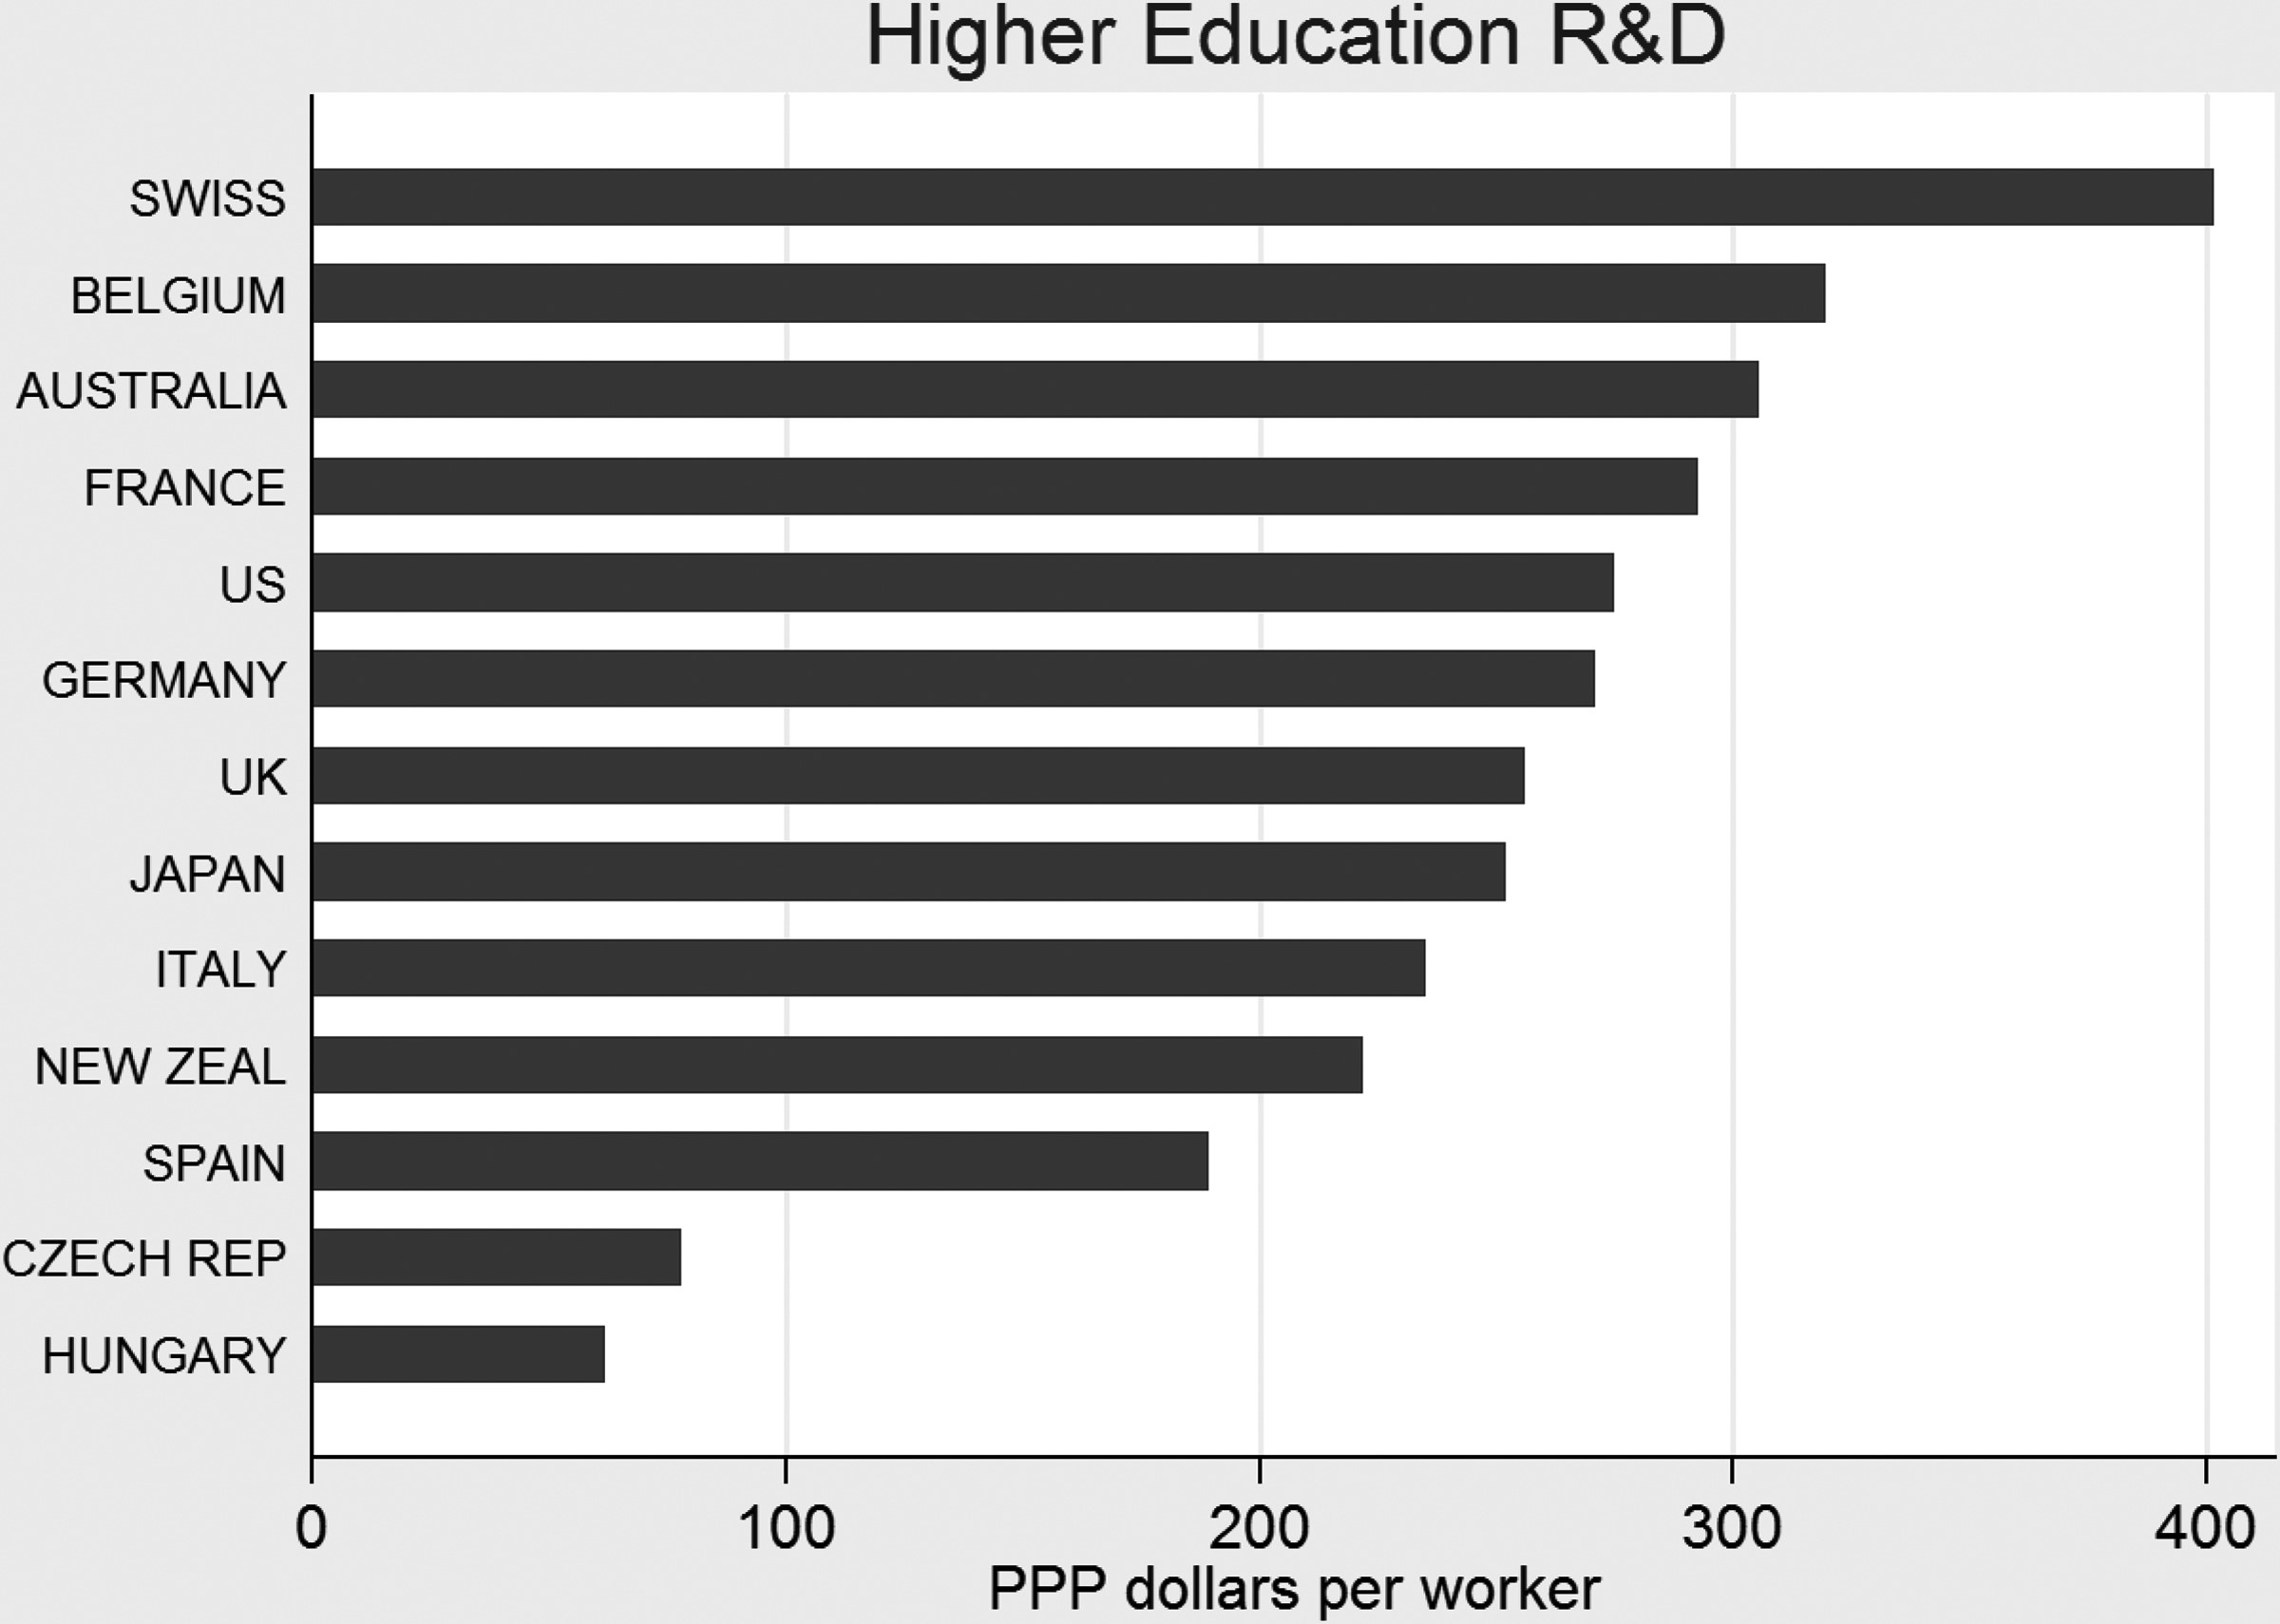 Higher Education R&D
SWISS
BELGIUM
AUSTRALIA
FRANCE
US
GERMANY
UK
JAPAN
ITALY
NEW ZEAL
SPAIN
CZECH REP
HUNGARY
0 100 200 300 400
PPP dollars per worker